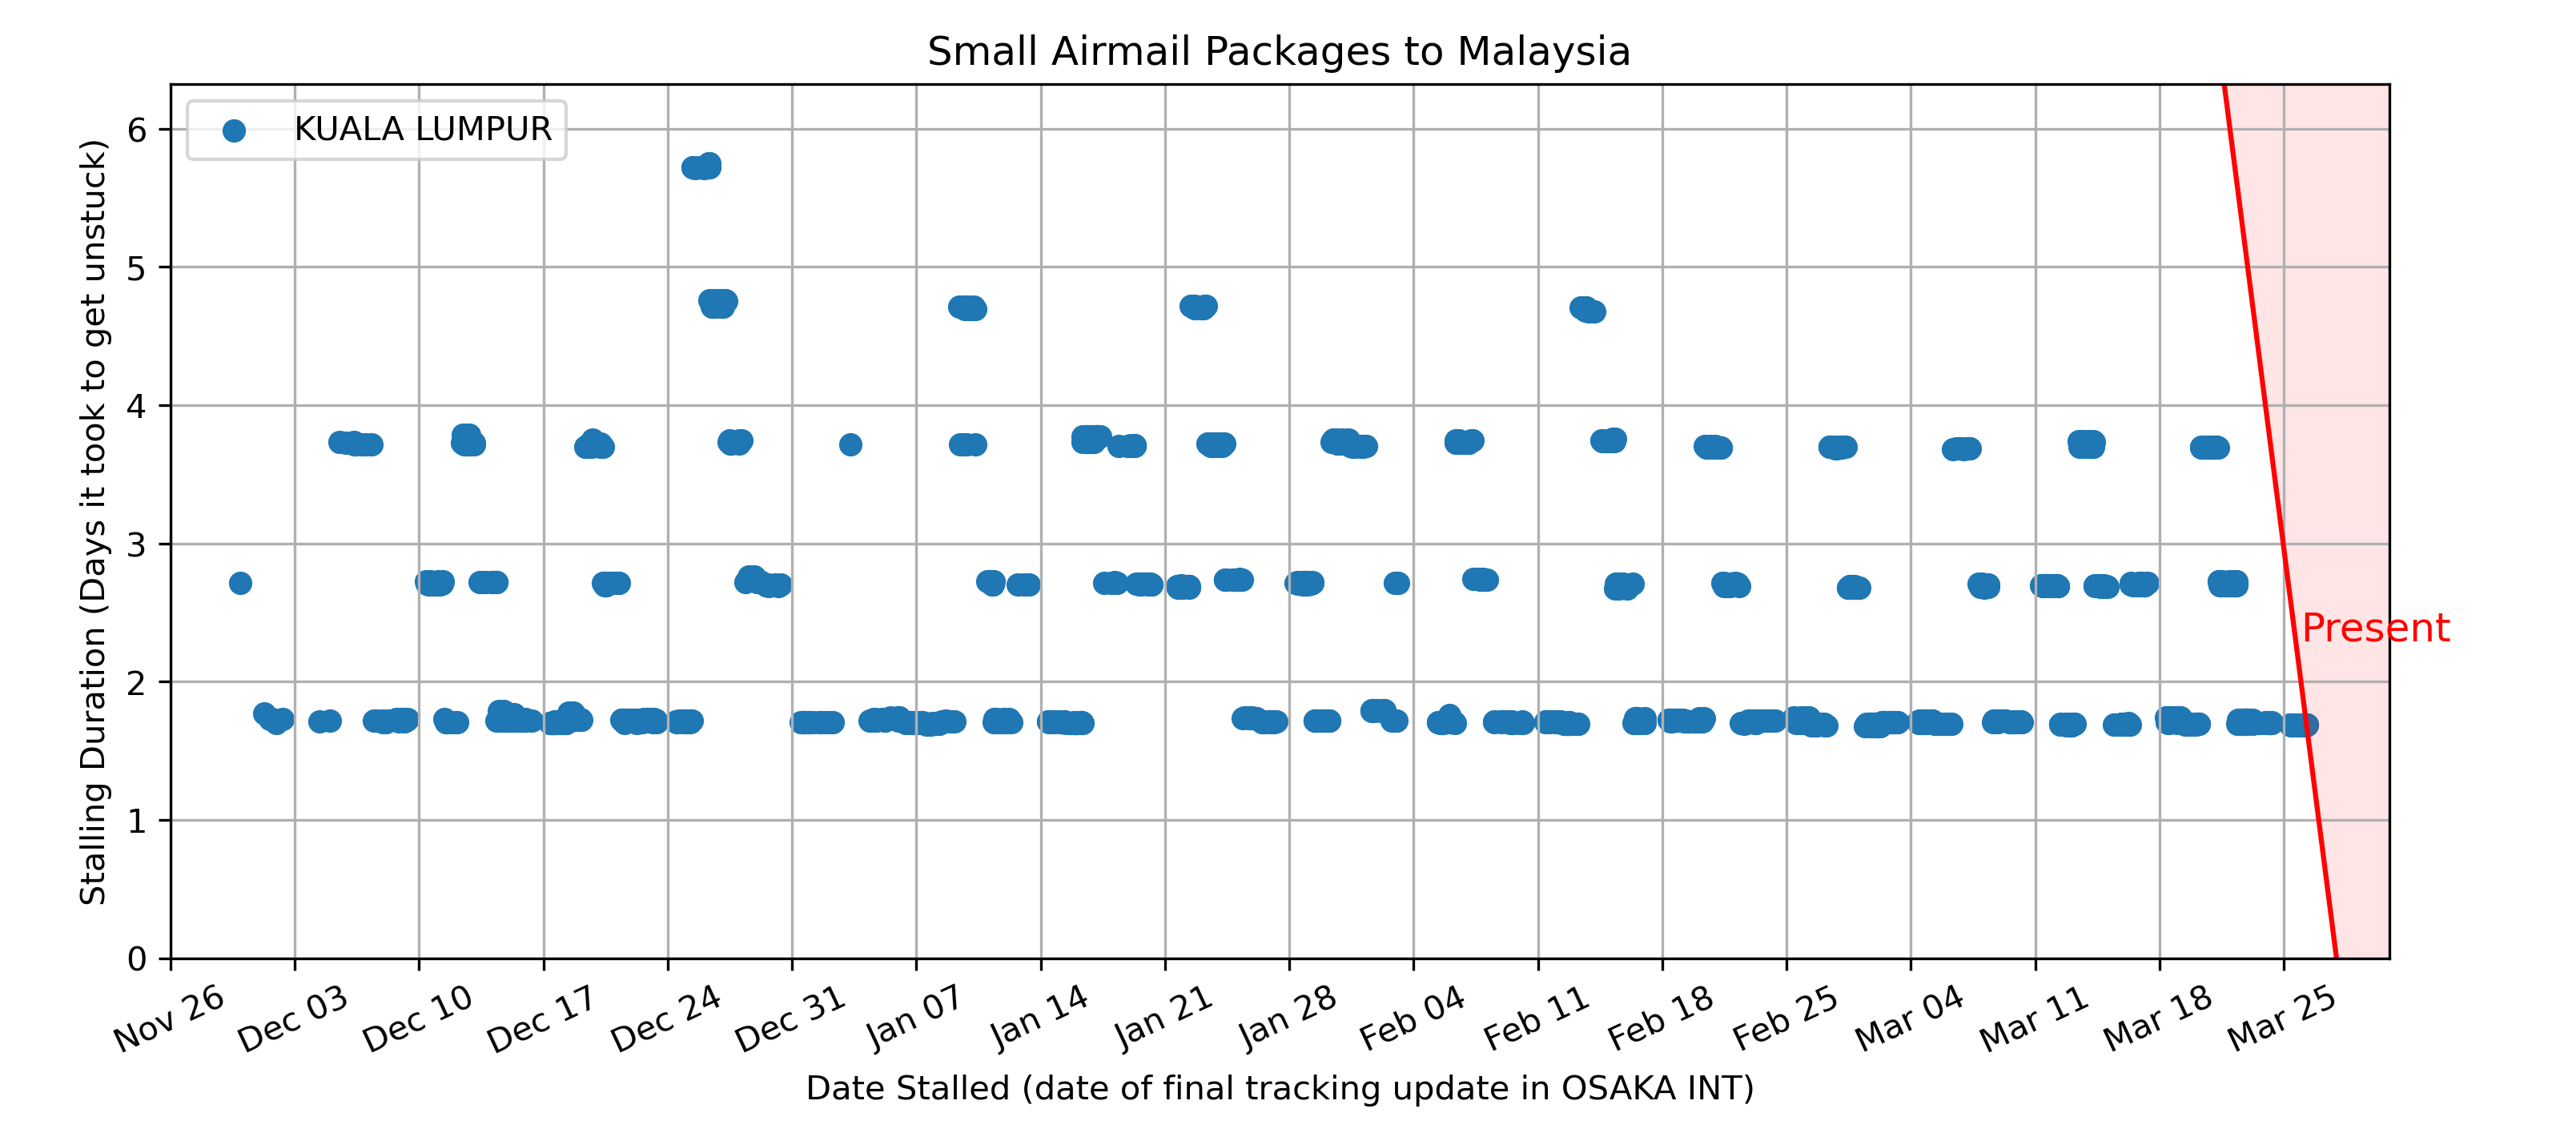 Small Airmail Packages to Malaysia
KUALA LUMPUR
Stalling Duration (Days it took to get unstuck)
6
5
4
3
2
1
0
Present
Nov 26
Dec 03
Dec 10
Dec 17
Dec 24
Dec 31
Jan 07
Jan 14
Jan 21
Jan 28
Feb 04
Feb 11
Feb 18
Feb 25
Mar 04
Mar 11
Mar 18
Mar 25
Date Stalled (date of final tracking update in OSAKA INT)